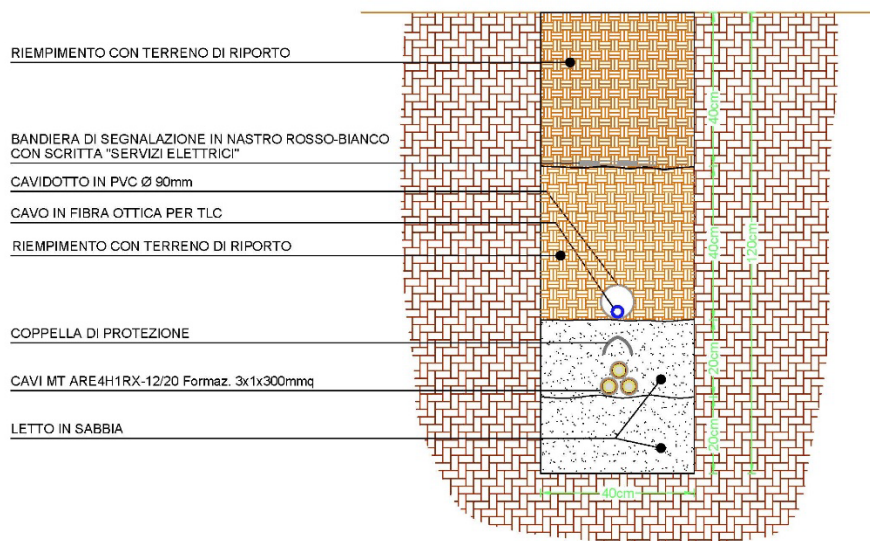 RIEMPIMENTO CON TERRENO DI RIPORTO
BANDIERA DI SEGNALAZIONE IN NASTRO ROSSO-BIANCO
CON SCRITTA "SERVIZI ELETTRICI"
CAVIDOTTO IN PVC Ø 90mm
CAVO IN FIBRA OTTICA PER TLC
RIEMPIMENTO CON TERRENO DI RIPORTO
COPPELLA DI PROTEZIONE
CAVI MT ARE4H1RX-12/20 Formaz. 3x1x300mmq
LETTO IN SABBIA
40cm
40cm
120cm
20cm
20cm
40cm